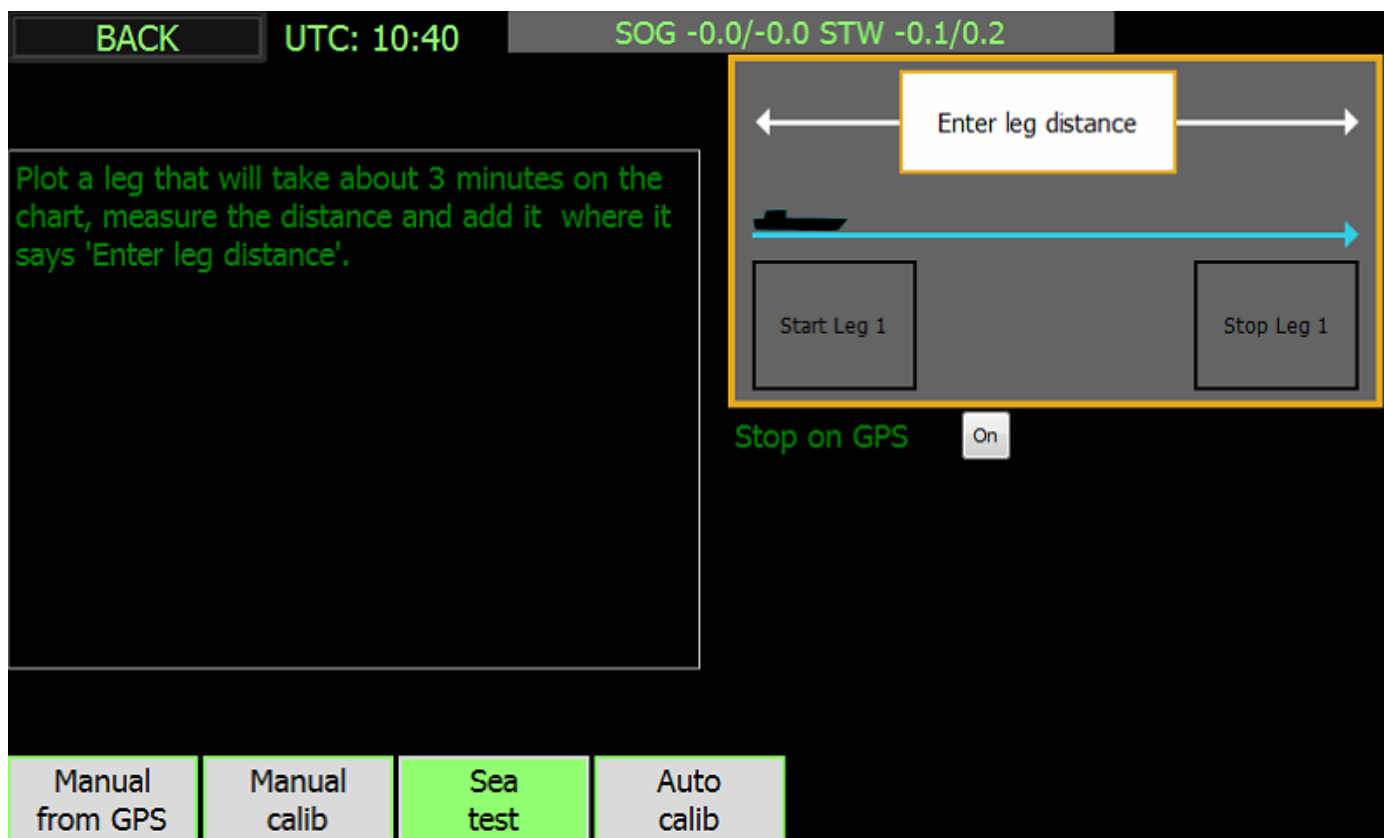 BACK
UTC: 10:40
SOG -0.0/-0.0 STW -0.1/0.2
Enter leg distance
Plot a leg that will take about 3 minutes on the
chart, measure the distance and add it  where it
says 'Enter leg distance'.
Start Leg 1
Stop Leg 1
Stop on GPS
On
Manual
from GPS
Manual
calib
Sea
test
Auto
calib